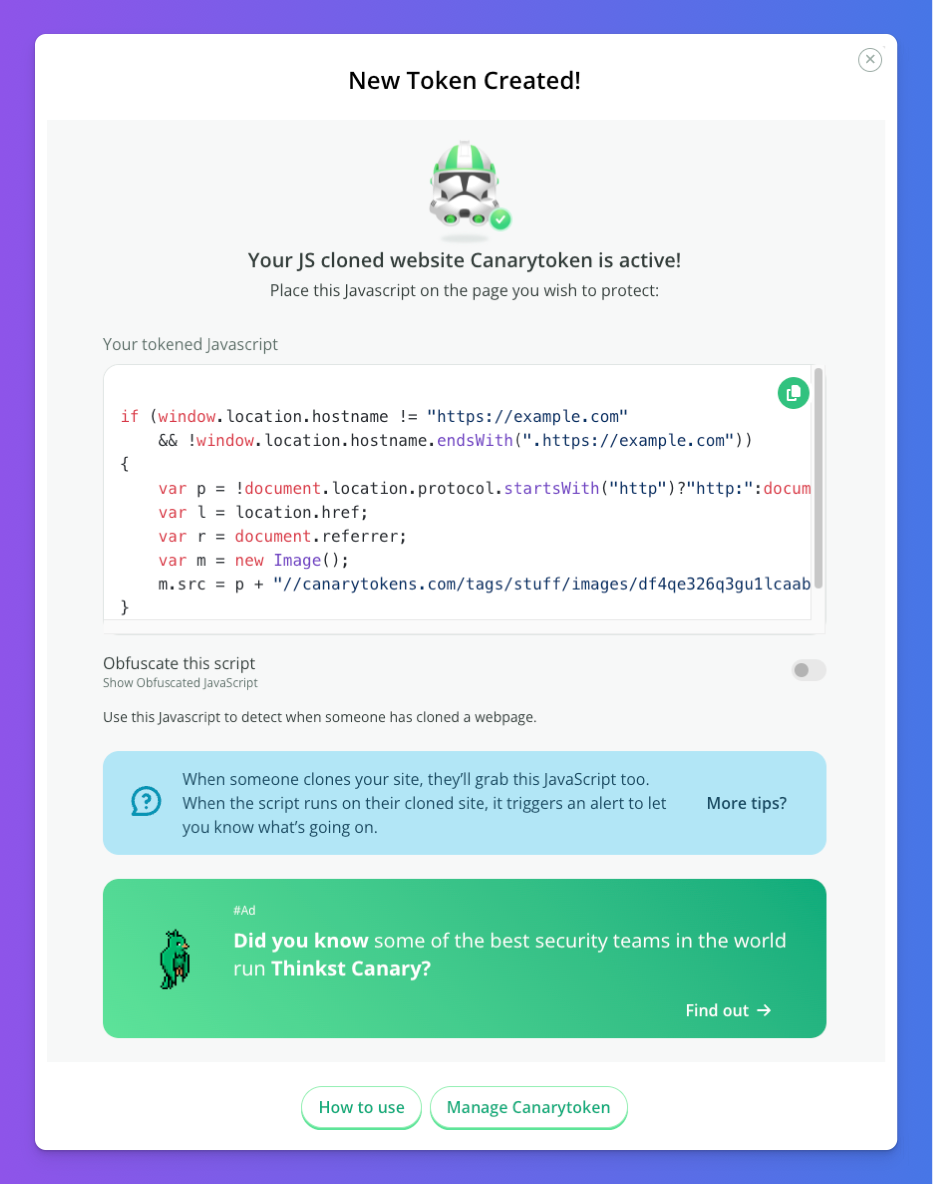 New Token Created!
Your JS cloned website Canarytoken is active!
Place this Javascript on the page you wish to protect:
Your tokened Javascript
if (window.location.hostname != "https://example.com"
    && !window.location.hostname.endsWith(".https://example.com"))
{
    var p = !document.location.protocol.startsWith("http")?"http:":docum
    var l = location.href;
    var r = document.referrer;
    var m = new Image();
    m.src = p + "//canarytokens.com/tags/stuff/images/df4qe326q3gu1lcaab
}
Obfuscate this script
Show Obfuscated JavaScript
Use this Javascript to detect when someone has cloned a webpage.
When someone clones your site, they’ll grab this JavaScript too.
When the script runs on their cloned site, it triggers an alert to let
you know what’s going on.
More tips?
#Ad
Did you know some of the best security teams in the world
run Thinkst Canary?
Find out →
How to use
Manage Canarytoken